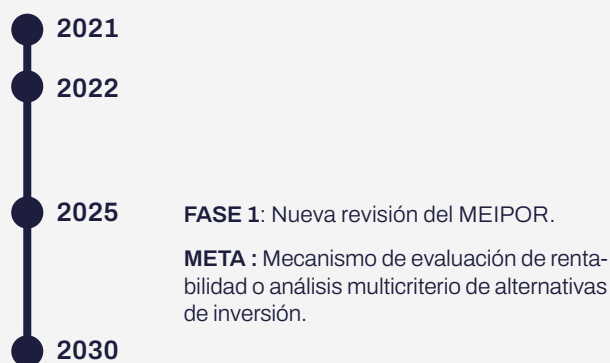 2021
2022
2025
FASE 1: Nueva revisión del MEIPOR.
META : Mecanismo de evaluación de renta-
bilidad o análisis multicriterio de alternativas
de inversión.
2030